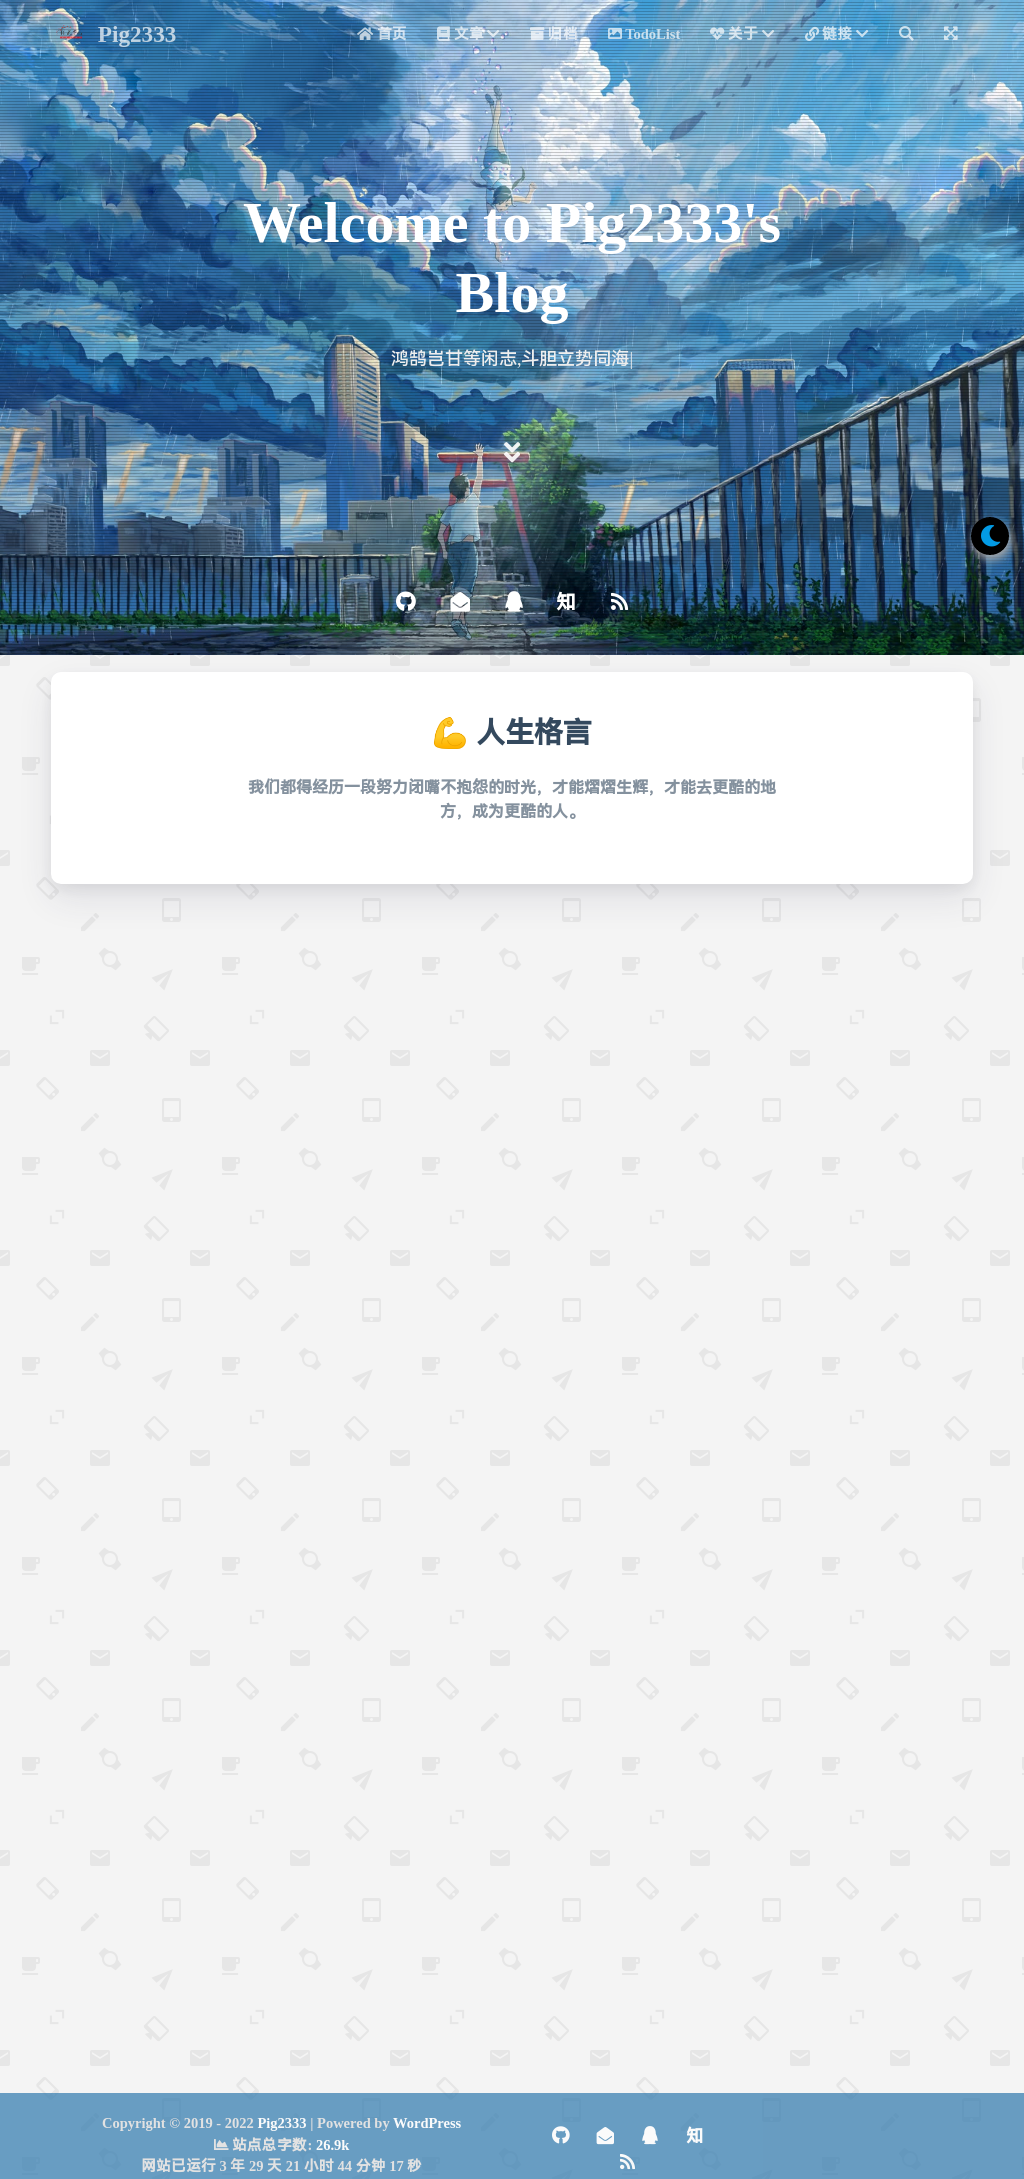 Pig2333
首页 文章 归档 TodoList 关于 链接
Welcome to Pig2333's
Blog
鸿鹄岂甘等闲志,斗胆立势同海|
知
💪 人生格言
我们都得经历一段努力闭嘴不抱怨的时光，才能熠熠生辉，才能去更酷的地
方，成为更酷的人。
Copyright © 2019 - 2022 Pig2333 | Powered by WordPress
站点总字数: 26.9k
网站已运行 3 年 29 天 21 小时 44 分钟 17 秒
知